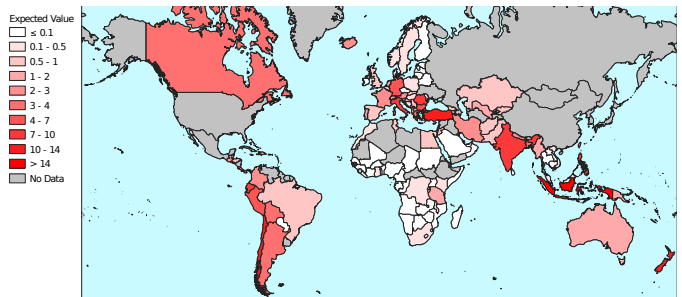 Expected Value
≤ 0.1
0.1 - 0.5
0.5 - 1
1 - 2
2 - 3
3 - 4
4 - 7
7 - 10
10 - 14
> 14
No Data